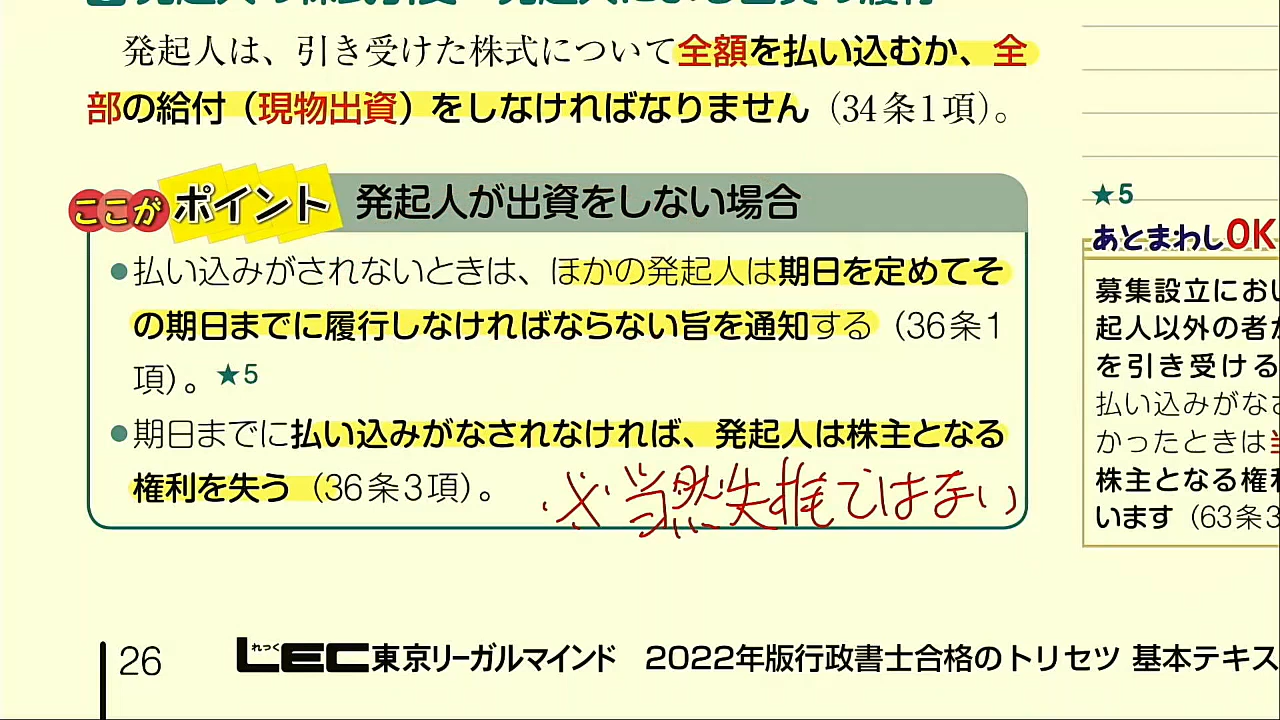 発起人は、引き受けた株式について全額を払い込むか、全
部の給付（現物出資）をしなければなりません（34条1項）。
ここがポイント 発起人が出資をしない場合
●払い込みがされないときは、ほかの発起人は期日を定めてそ
の期日までに履行しなければならない旨を通知する（36条1
項）。★5
●期日までに払い込みがなされなければ、発起人は株主となる
権利を失う（36条3項）。
※当然失権ではない
★5
あとまわしOK
募集設立にお
起人以外の者
を引き受ける
払い込みがな
かったときは
株主となる権
います（63条3
26
れっく
LEC東京リーガルマインド 2022年版行政書士合格のトリセツ 基本テキス